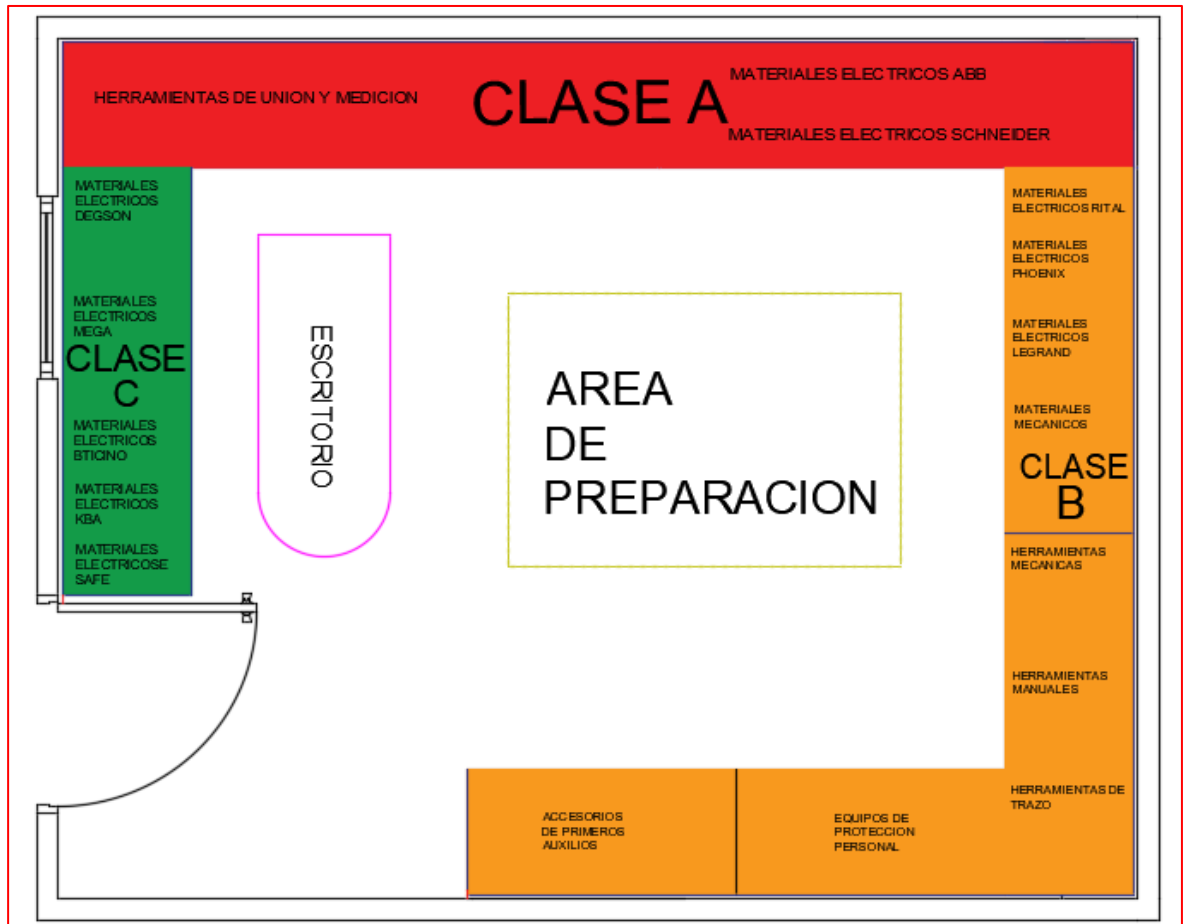 HERRAMIENTAS DE UNION Y MEDICION
CLASE A
MATERIALES ELECTRICOS ABB
MATERIALES ELECTRICOS SCHNEIDER
MATERIALES
ELECTRICOS
DEGSON
MATERIALES
ELECTRICOS
MEGA
CLASE
C
MATERIALES
ELECTRICOS
BTICINO
MATERIALES
ELECTRICOS
KBA
MATERIALES
ELECTRICOSE
SAFE
ESCRITORIO
AREA
DE
PREPARACION
MATERIALES
ELECTRICOS RITAL
MATERIALES
ELECTRICOS
PHOENIX
MATERIALES
ELECTRICOS
LEGRAND
MATERIALES
MECANICOS
CLASE
B
HERRAMIENTAS
MECANICAS
HERRAMIENTAS
MANUALES
HERRAMIENTAS DE
TRAZO
ACCESORIOS
DE PRIMEROS
AUXILIOS
EQUIPOS DE
PROTECCION
PERSONAL